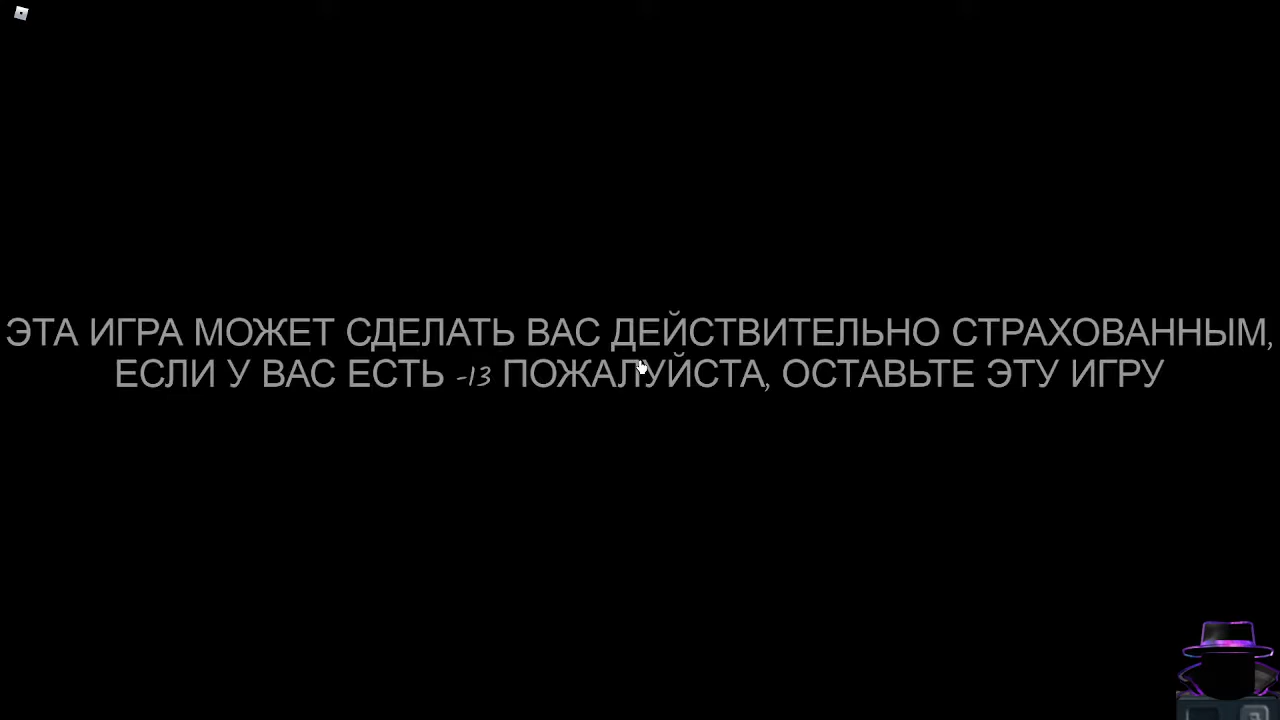 ЭТА ИГРА МОЖЕТ СДЕЛАТЬ ВАС ДЕЙСТВИТЕЛЬНО СТРАХОВАННЫМ,
ЕСЛИ У ВАС ЕСТЬ -13 ПОЖАЛУЙСТА, ОСТАВЬТЕ ЭТУ ИГРУ